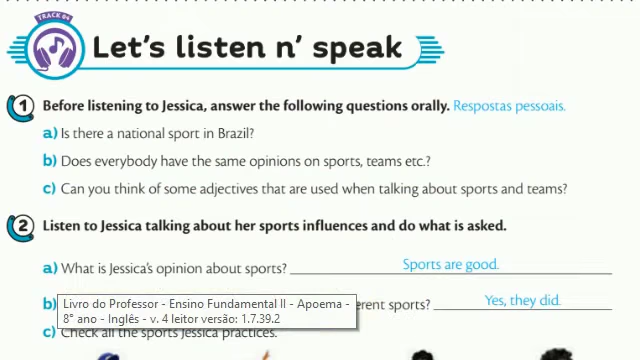 TRACK 04
Let's listen n' speak
1 Before listening to Jessica, answer the following questions orally. Respostas pessoais.
a) Is there a national sport in Brazil?
b) Does everybody have the same opinions on sports, teams etc.?
c) Can you think of some adjectives that are used when talking about sports and teams?
2 Listen to Jessica talking about her sports influences and do what is asked.
a) What is Jessica's opinion about sports? Sports are good.
b) erent sports? Yes, they did.
Livro do Professor - Ensino Fundamental II - Apoema -
8° ano - Inglês - v. 4 leitor versão: 1.7.39.2
c) Check all the sports Jessica practices.